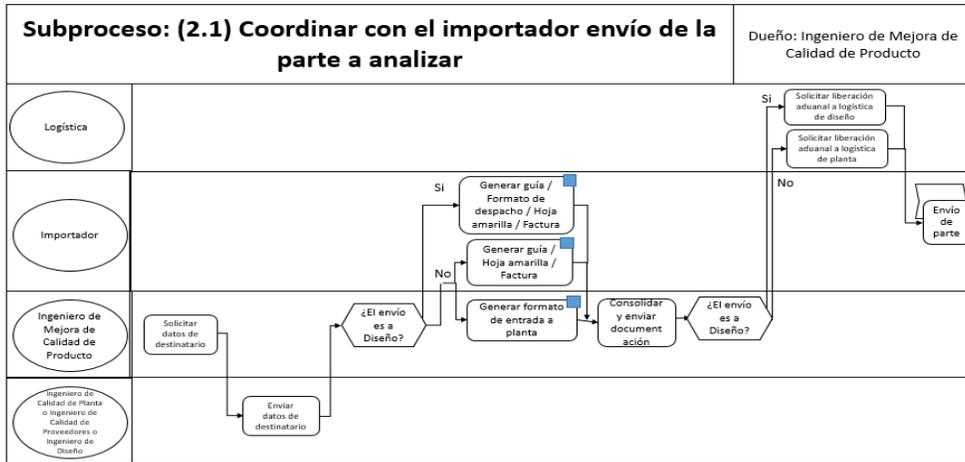 Subproceso: (2.1) Coordinar con el importador envío de la
parte a analizar
Dueño: Ingeniero de Mejora de
Calidad de Producto
Logística
Si
Solicitar liberación
aduanal a logística
de diseño
Solicitar liberación
aduanal a logística
de planta
No
Importador
Si
Generar guía /
Formato de
despacho / Hoja
amarilla / Factura
Generar guía /
Hoja amarilla /
Factura
No
Envío
de
parte
Ingeniero de
Mejora de
Calidad de
Producto
Solicitar
datos de
destinatario
¿El envío
es a
Diseño?
Generar formato
de entrada a
planta
Consolidar
y enviar
document
ación
¿El envío
es a
Diseño?
Ingeniero de
Calidad de Planta
o Ingeniero de
Calidad de
Proveedores o
Ingeniero de
Diseño
Enviar
datos de
destinatario